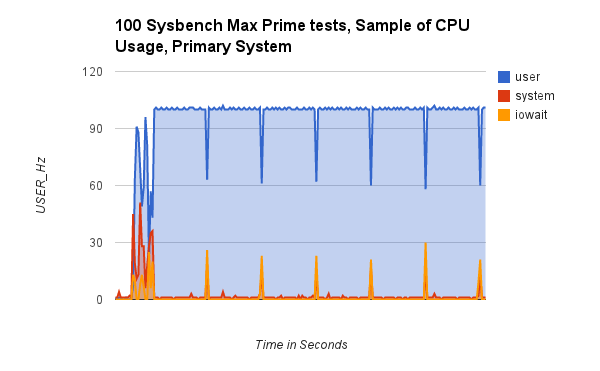 100 Sysbench Max Prime tests, Sample of CPU
Usage, Primary System
120
90
60
30
0
USER_Hz
Time in Seconds
user
system
iowait